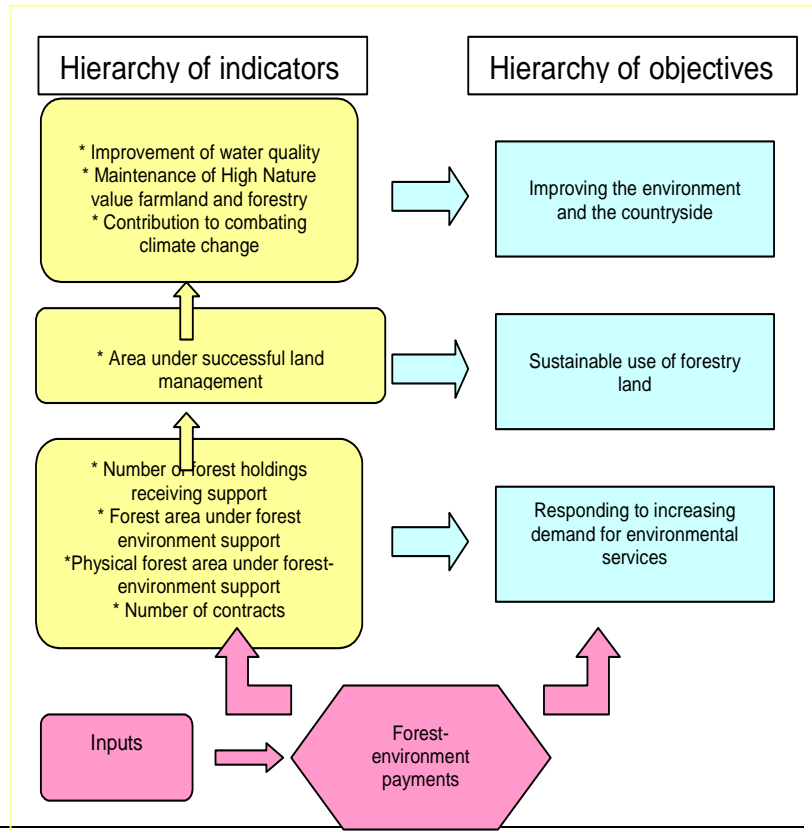 Hierarchy of indicators
Hierarchy of objectives
* Improvement of water quality
* Maintenance of High Nature
value farmland and forestry
* Contribution to combating
climate change
Improving the environment
and the countryside
* Area under successful land
management
Sustainable use of forestry
land
* Number of forest holdings
receiving support
* Forest area under forest
environment support
*Physical forest area under forest-
environment support
* Number of contracts
Responding to increasing
demand for environmental
services
Inputs
Forest-
environment
payments